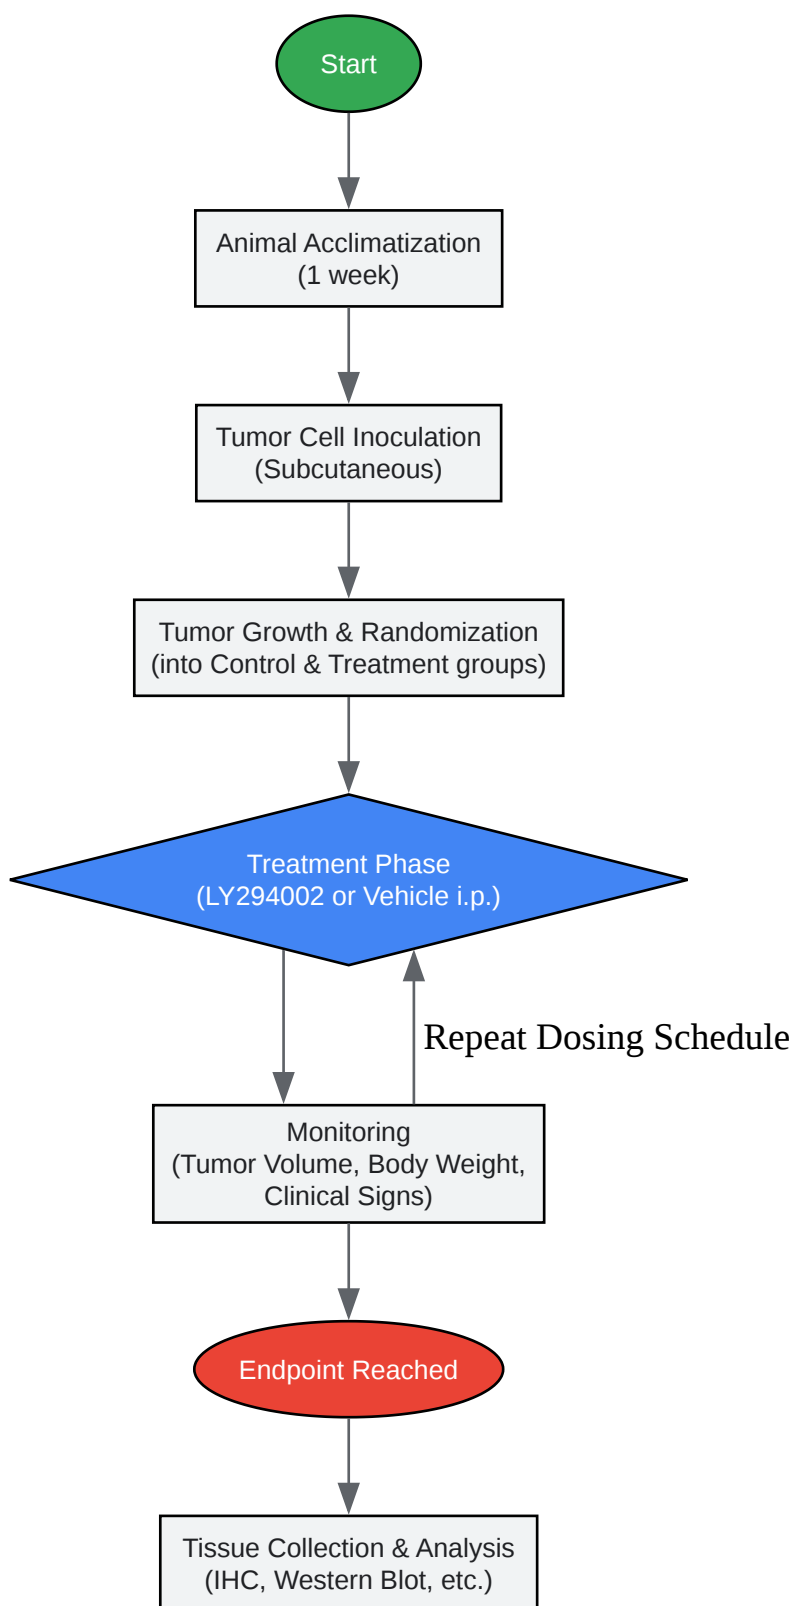 Start
Animal Acclimatization
(1 week)
Tumor Cell Inoculation
(Subcutaneous)
Tumor Growth & Randomization
(into Control & Treatment groups)
Treatment Phase
(LY294002 or Vehicle i.p.)
Repeat Dosing Schedule
Monitoring
(Tumor Volume, Body Weight,
Clinical Signs)
Endpoint Reached
Tissue Collection & Analysis
(IHC, Western Blot, etc.)